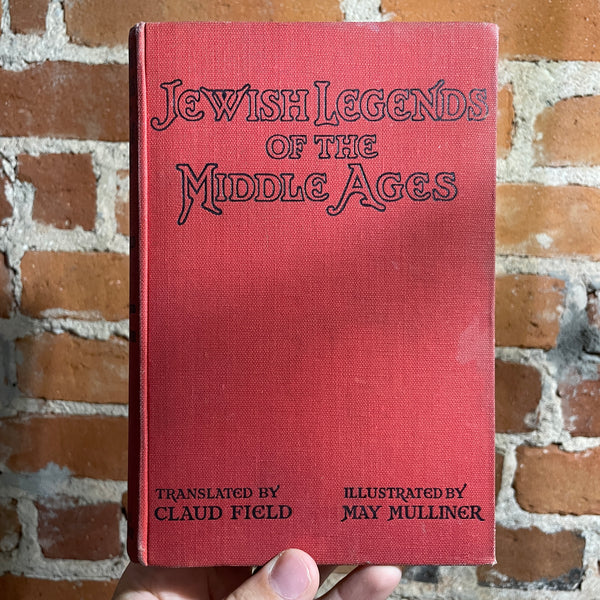 Jewish Legends
of the
Middle Ages
Translated by
Claud Field
Illustrated by
May Mulliner